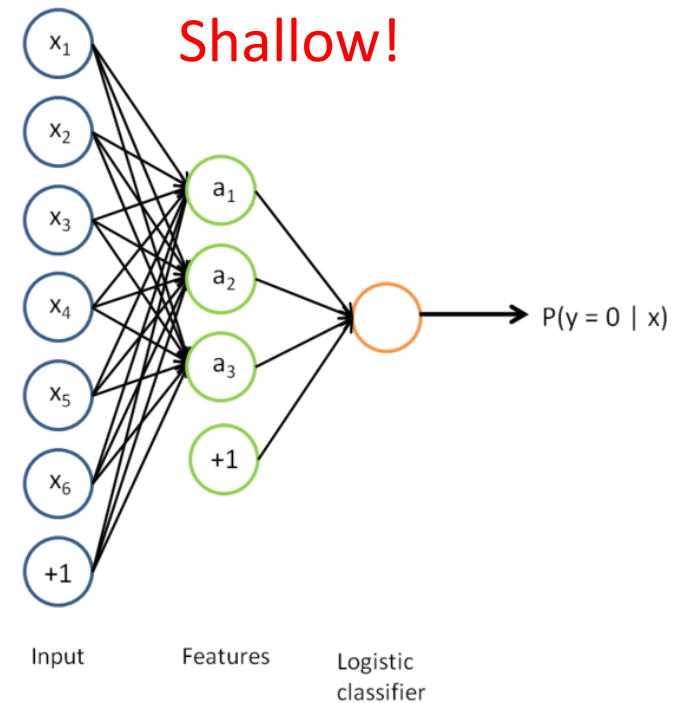 Shallow!
x₁
x₂
x₃
x₄
x₅
x₆
+1
a₁
a₂
a₃
+1
P(y = 0 | x)
Input
Features
Logistic
classifier